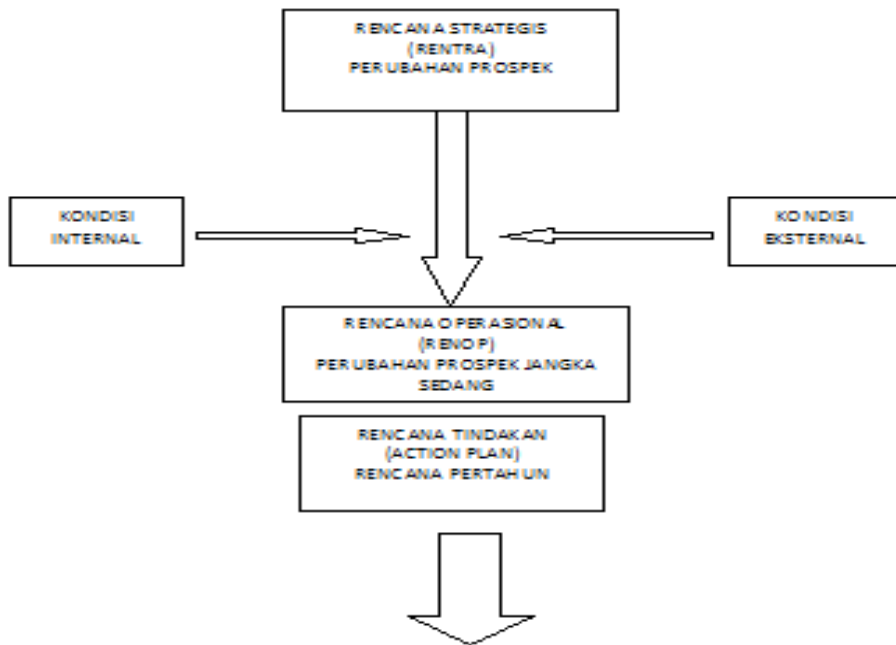 RENCANA STRATEGIS
(RENTRA)
PERUBAHAN PROSPEK
KONDISI
INTERNAL
KONDISI
EKSTERNAL
RENCANA OPERASIONAL
(RENOP)
PERUBAHAN PROSPEK JANGKA
SEDANG
RENCANA TINDAKAN
(ACTION PLAN)
RENCANA PERTAHUN